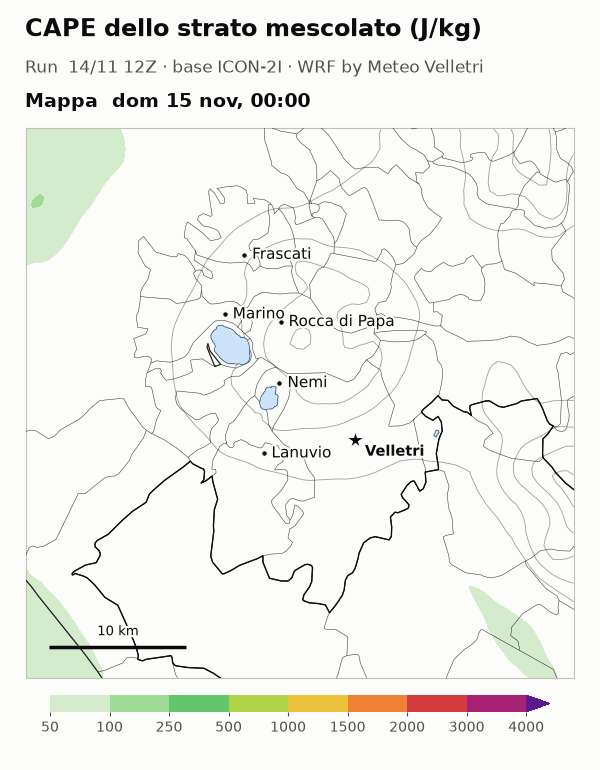 CAPE dello strato mescolato (J/kg)
Run  14/11 12Z · base ICON-2I · WRF by Meteo Velletri
Mappa  dom 15 nov, 00:00
Frascati
Marino
Rocca di Papa
Nemi
Velletri
Lanuvio
10 km
50 100 250 500 1000 1500 2000 3000 4000